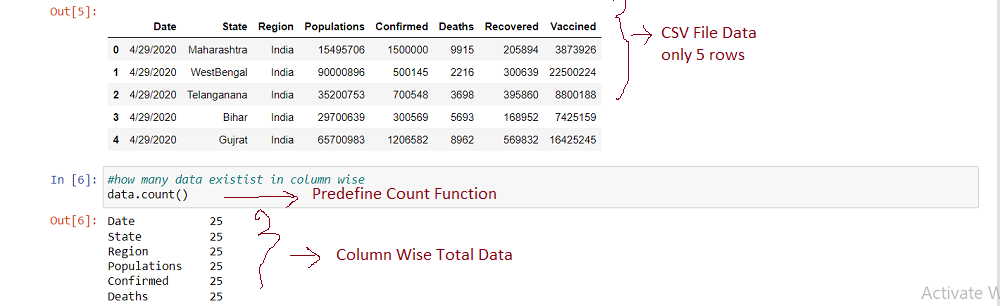 Out[5]:
Date State Region Populations Confirmed Deaths Recovered Vaccined
0 4/29/2020 Maharashtra India 15495706 1500000 9915 205894 3873926
1 4/29/2020 WestBengal India 90000896 500145 2216 300639 22500224
2 4/29/2020 Telanganana India 35200753 700548 3698 395860 8800188
3 4/29/2020 Bihar India 29700639 300569 5693 168952 7425159
4 4/29/2020 Gujrat India 65700983 1206582 8962 569832 16425245
CSV File Data
only 5 rows
In [6]: #how many data existist in column wise
data.count()
Predefine Count Function
Out[6]: Date 25
State 25
Region 25
Populations 25
Confirmed 25
Deaths 25
Column Wise Total Data
Activate